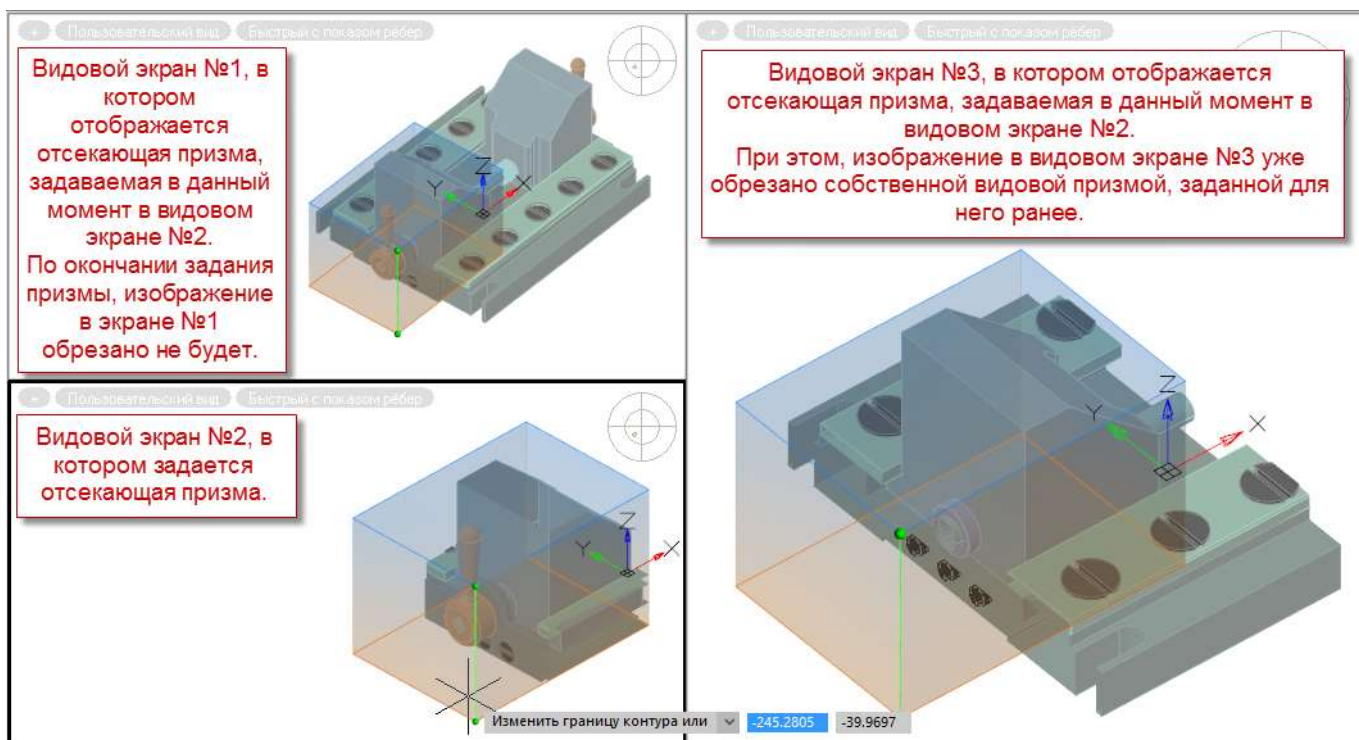 + Пользовательский вид Быстрый с показом рёбер
Видовой экран №1, в
котором
отображается
отсекающая призма,
задаваемая в данный
момент в видовом
экране №2.
По окончании задания
призмы, изображение
в экране №1
обрезано не будет.
Z
Y
X
+ Пользовательский вид Быстрый с показом рёбер
Видовой экран №2, в
котором задается
отсекающая призма.
Z
Y
X
+ Пользовательский вид Быстрый с показом рёбер
Видовой экран №3, в котором отображается
отсекающая призма, задаваемая в данный момент в
видовом экране №2.
При этом, изображение в видовом экране №3 уже
обрезано собственной видовой призмой, заданной для
него ранее.
Z
Y
X
Изменить границу контура или -245.2805 -39.9697